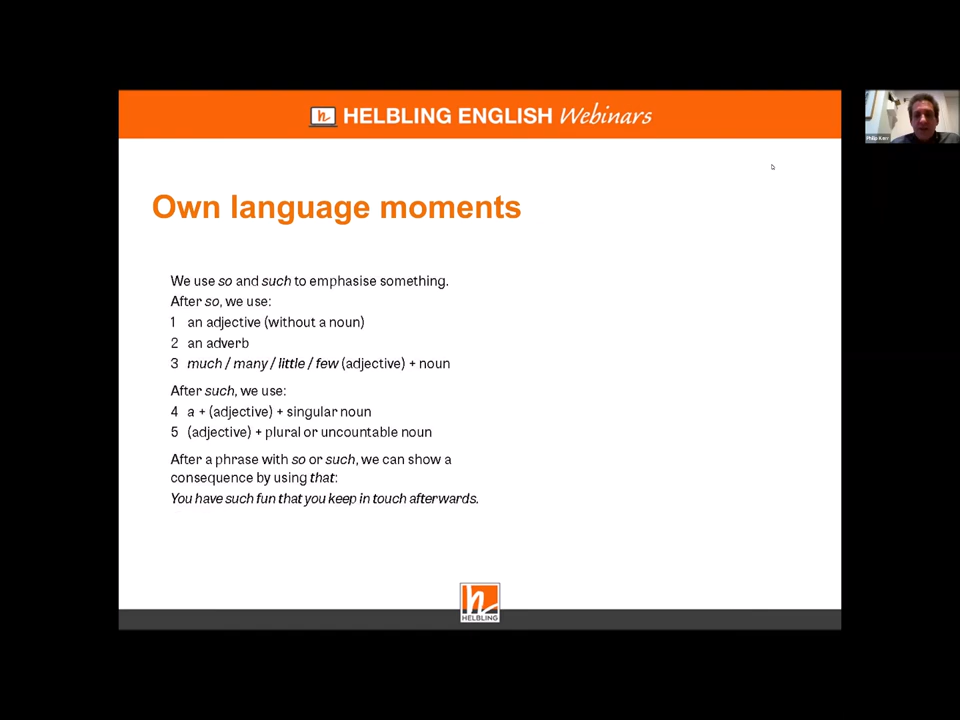 HELBLING ENGLISH Webinars
Philip Kerr
Own language moments
We use so and such to emphasise something.
After so, we use:
1 an adjective (without a noun)
2 an adverb
3 much / many / little / few (adjective) + noun
After such, we use:
4 a + (adjective) + singular noun
5 (adjective) + plural or uncountable noun
After a phrase with so or such, we can show a
consequence by using that:
You have such fun that you keep in touch afterwards.
h
HELBLING